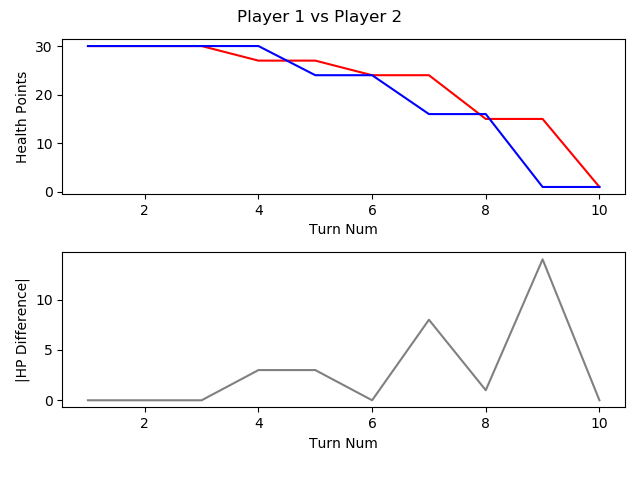 Player 1 vs Player 2
30
20
10
0
Health Points
2 4 6 8 10
Turn Num
10
5
0
|HP Difference|
2 4 6 8 10
Turn Num